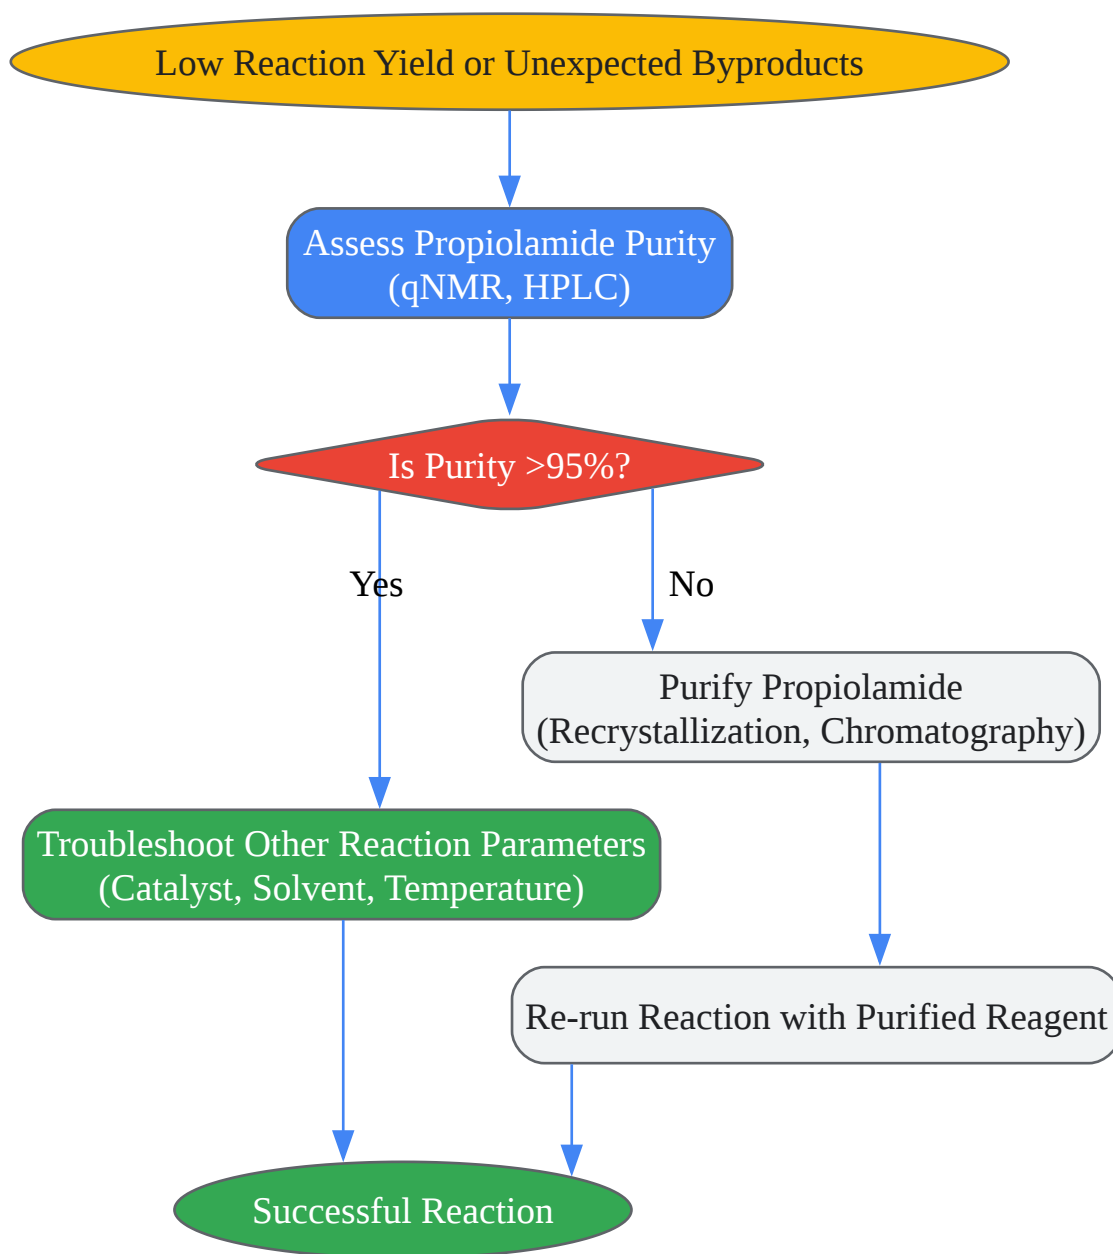 Low Reaction Yield or Unexpected Byproducts
Assess Propiolamide Purity
(qNMR, HPLC)
Is Purity >95%?
Yes
No
Purify Propiolamide
(Recrystallization, Chromatography)
Troubleshoot Other Reaction Parameters
(Catalyst, Solvent, Temperature)
Re-run Reaction with Purified Reagent
Successful Reaction